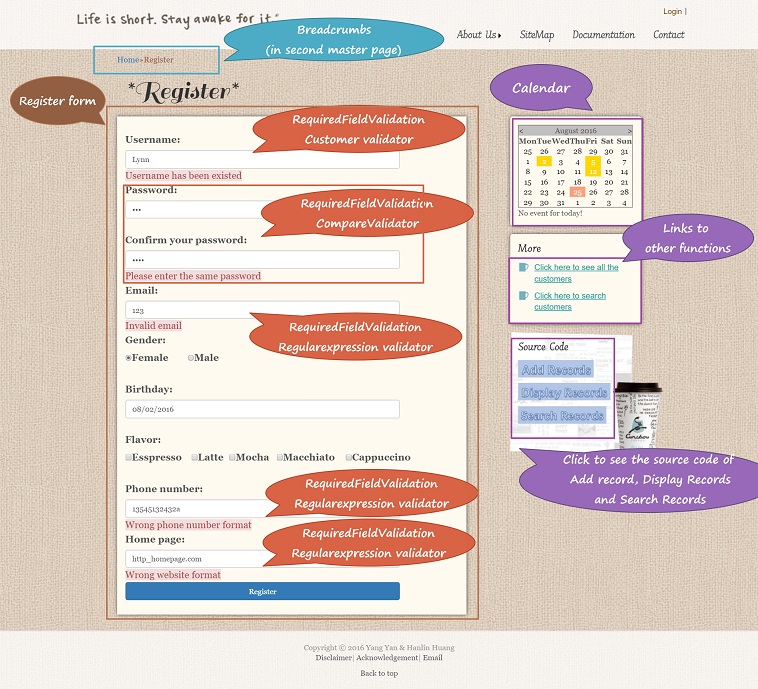 Login |
Life is short. Stay awake for it.
About Us
SiteMap
Documentation
Contact
Breadcrumbs
(in second master page)
Home»Register
Register form
*Register*
Username:
Lynn
Username has been existed
RequiredFieldValidation
Customer validator
Password:
•••
RequiredFieldValidation
CompareValidator
Confirm your password:
••••
Please enter the same password
Email:
123
Invalid email
RequiredFieldValidation
Regularexpression validator
Gender:
Female
Male
Birthday:
08/02/2016
Flavor:
Esspresso Latte Mocha Macchiato Cappuccino
Phone number:
13545132432a
Wrong phone number format
RequiredFieldValidation
Regularexpression validator
Home page:
http_homepage.com
Wrong website format
RequiredFieldValidation
Regularexpression validator
Register
Calendar
< August 2016 >
Mon Tue Wed Thu Fri Sat Sun
25 26 27 28 29 30 31
1 2 3 4 5 6 7
8 9 10 11 12 13 14
15 16 17 18 19 20 21
22 23 24 25 26 27 28
29 30 31 1 2 3 4
No event for today!
Links to
other functions
More
Click here to see all the
customers
Click here to search
customers
Source Code
Add Records
Display Records
Search Records
Click to see the source code of
Add record, Display Records
and Search Records
Copyright © 2016 Yang Yan & Hanlin Huang
Disclaimer| Acknowledgement| Email
Back to top